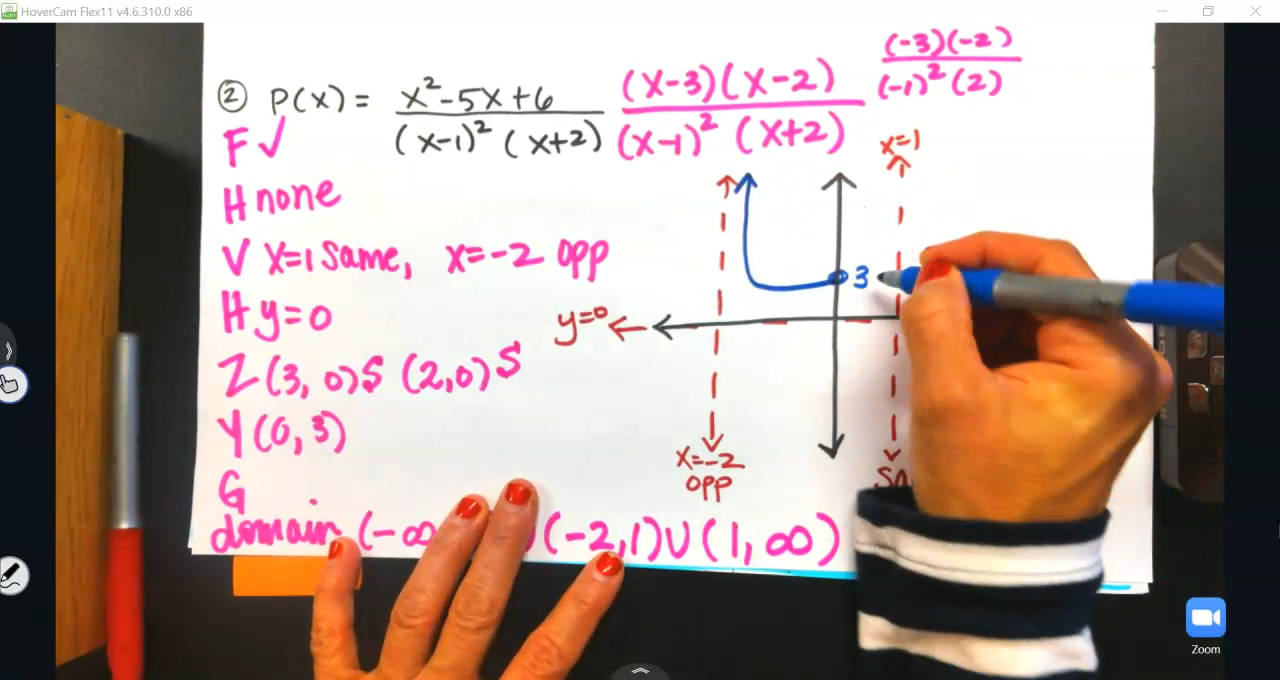 HoverCam Flex11 v4.6.310.0 x86
② P(x) = x²-5x+6 / (x-1)² (x+2)
(x-3)(x-2) / (x-1)² (x+2)
(-3)(-2) / (-1)² (2)
F✓
H none
V x=1 same, x=-2 opp
H y=0
Z (3, 0)S (2,0)S
Y (0, 3)
G
domain (-∞ (-2,1)∪(1, ∞)
x=1
3
y=0
x=-2
opp
Zoom